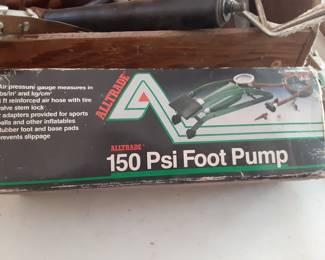 Air pressure gauge measures in
lbs/in² and kg/cm²
ft reinforced air hose with tire
valve stem lock
adapters provided for sports
balls and other inflatables
Rubber foot and base pads
prevents slippage
ALLTRADE
ALLTRADE
150 Psi Foot Pump